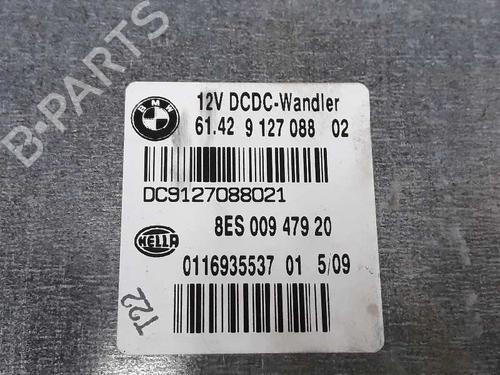 B-PARTS
BMW
12V DCDC-Wandler
61.42 9 127 088 02
DC9127088021
8ES 009 479 20
HELLA
0116935537 01 5/09
T22